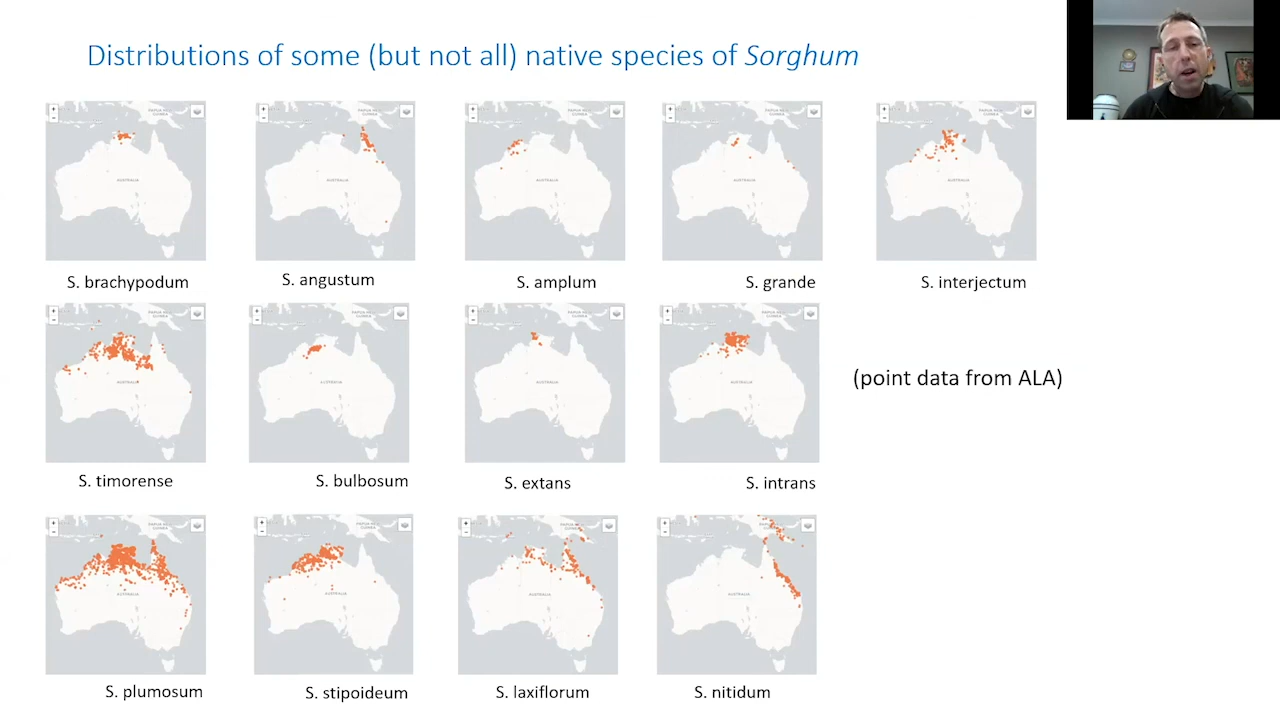 Distributions of some (but not all) native species of Sorghum
S. brachypodum
S. angustum
S. amplum
S. grande
S. interjectum
S. timorense
S. bulbosum
S. extans
S. intrans
(point data from ALA)
S. plumosum
S. stipoideum
S. laxiflorum
S. nitidum